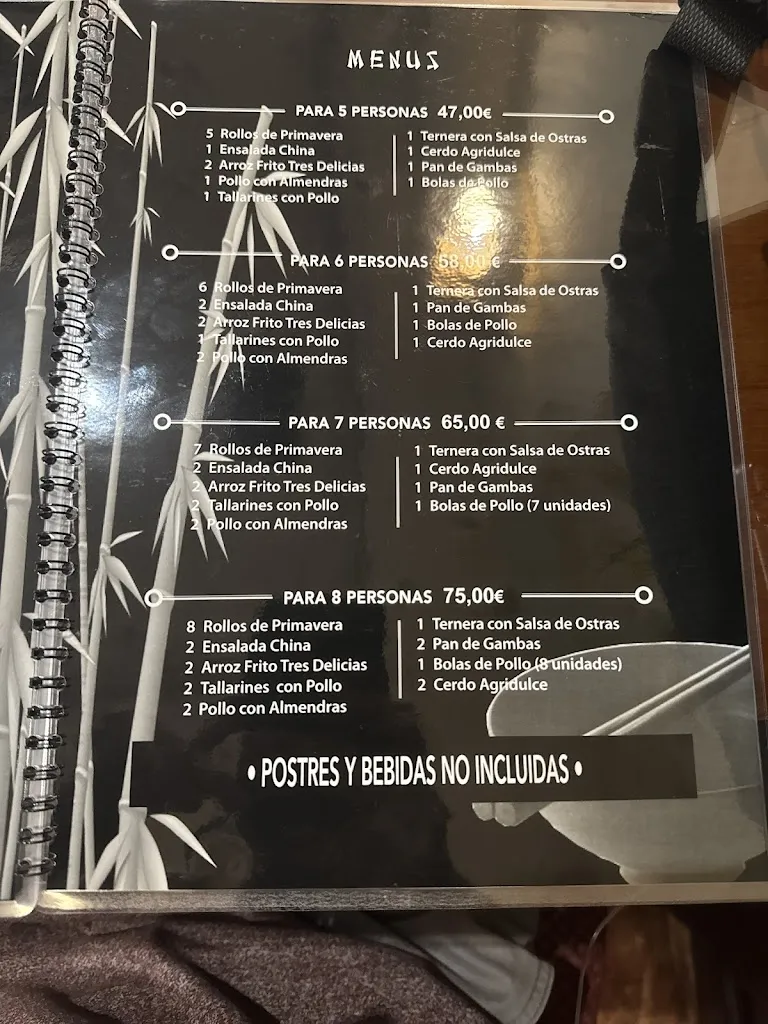 MENUS
PARA 5 PERSONAS 47,00€
5 Rollos de Primavera
1 Ensalada China
2 Arroz Frito Tres Delicias
1 Pollo con Almendras
1 Tallarines con Pollo
1 Ternera con Salsa de Ostras
1 Cerdo Agridulce
1 Pan de Gambas
1 Bolas de Pollo
PARA 6 PERSONAS
6 Rollos de Primavera
2 Ensalada China
2 Arroz Frito Tres Delicias
1 Tallarines con Pollo
2 Pollo con Almendras
1 Ternera con Salsa de Ostras
1 Pan de Gambas
1 Bolas de Pollo
1 Cerdo Agridulce
PARA 7 PERSONAS 65,00 €
7 Rollos de Primavera
2 Ensalada China
2 Arroz Frito Tres Delicias
2 Tallarines con Pollo
2 Pollo con Almendras
1 Ternera con Salsa de Ostras
1 Cerdo Agridulce
1 Pan de Gambas
1 Bolas de Pollo (7 unidades)
PARA 8 PERSONAS 75,00€
8 Rollos de Primavera
2 Ensalada China
2 Arroz Frito Tres Delicias
2 Tallarines con Pollo
2 Pollo con Almendras
1 Ternera con Salsa de Ostras
2 Pan de Gambas
1 Bolas de Pollo (8 unidades)
2 Cerdo Agridulce
• POSTRES Y BEBIDAS NO INCLUIDAS •